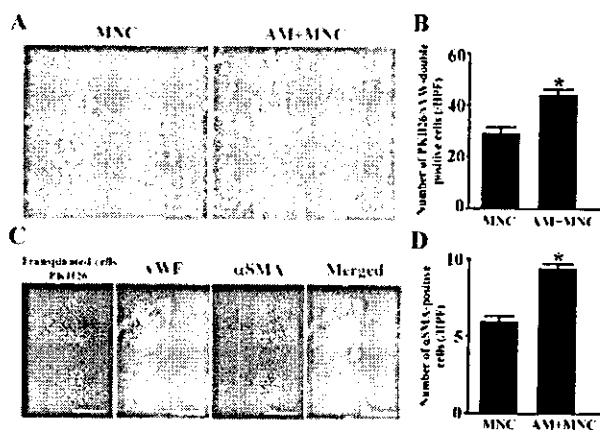 A
MNC
AM+MNC
B
Number of PKH26/vWF-double
positive cells (/HPF)
60
40
20
0
*
MNC
AM+MNC
C
Transplanted cells
PKH26
vWF
αSMA
Merged
D
Number of αSMA-positive
cells (/HPF)
10
5
0
*
MNC
AM+MNC